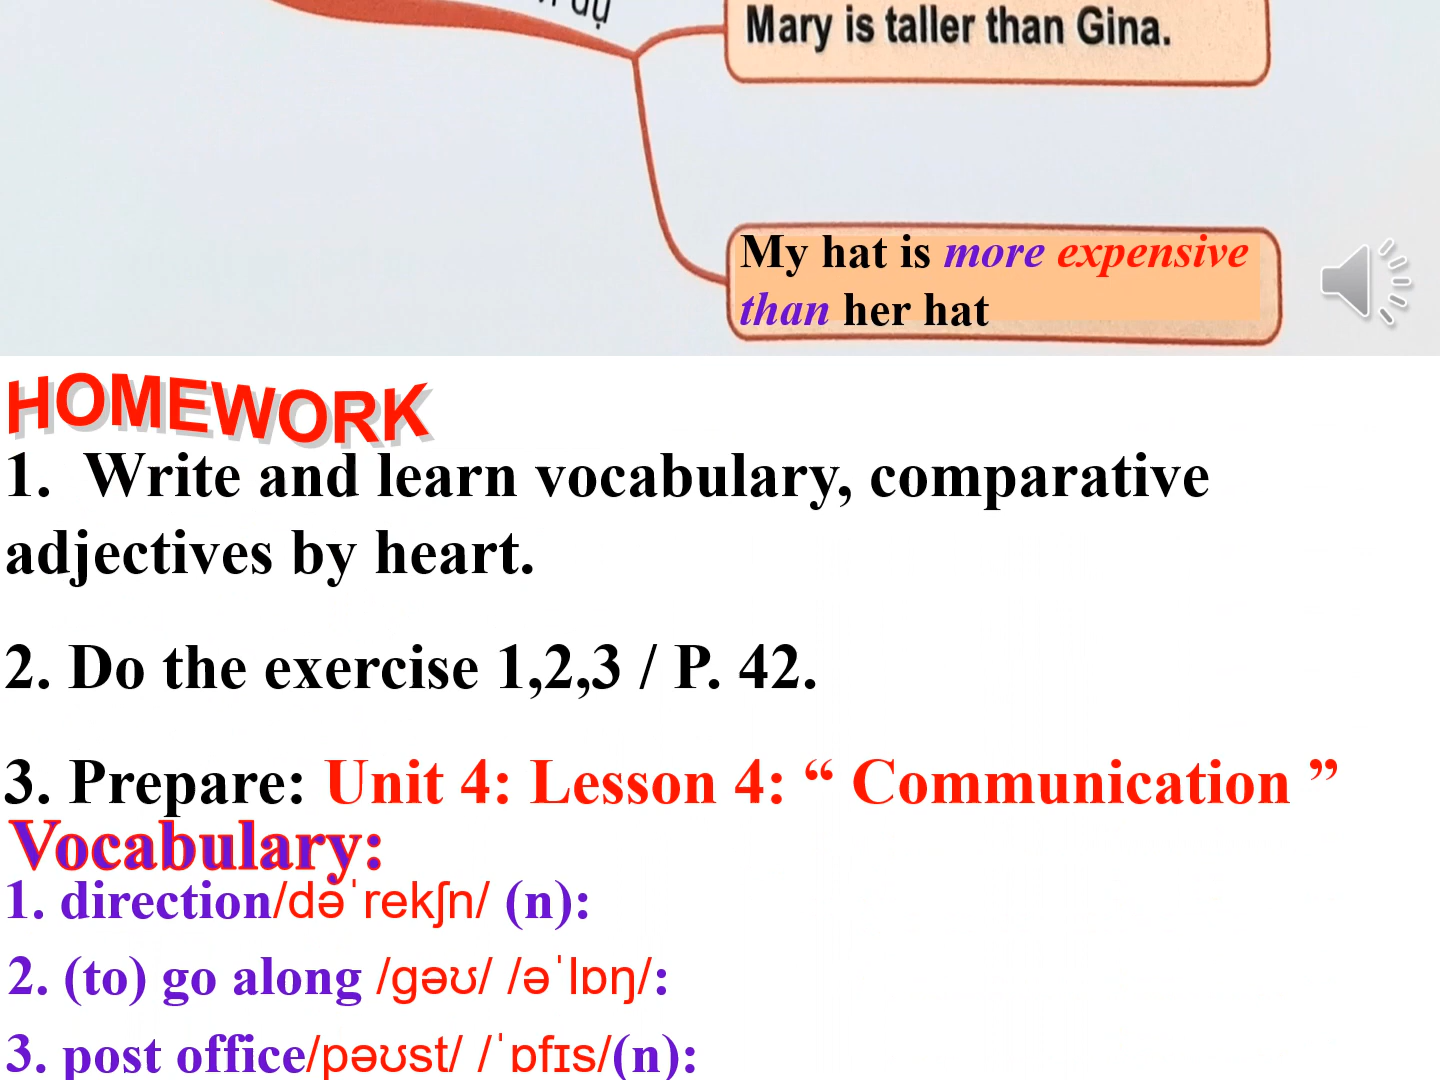 Mary is taller than Gina.
My hat is more expensive
than her hat
HOMEWORK
1. Write and learn vocabulary, comparative
adjectives by heart.
2. Do the exercise 1,2,3 / P. 42.
3. Prepare: Unit 4: Lesson 4: “ Communication ”
Vocabulary:
1. direction/dəˈrekʃn/ (n):
2. (to) go along /gəʊ/ /əˈlɒŋ/:
3. post office/pəʊst/ /ˈɒfɪs/(n):